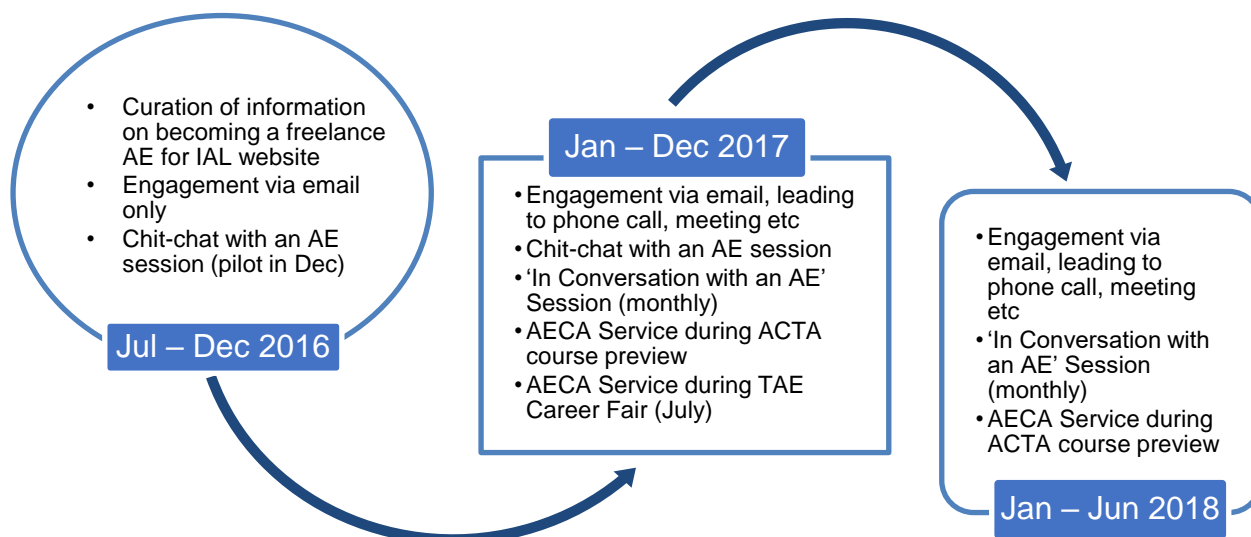 • Curation of information
on becoming a freelance
AE for IAL website
• Engagement via email
only
• Chit-chat with an AE
session (pilot in Dec)
Jul – Dec 2016
Jan – Dec 2017
• Engagement via email, leading
to phone call, meeting etc
• Chit-chat with an AE session
• ‘In Conversation with an AE’
Session (monthly)
• AECA Service during ACTA
course preview
• AECA Service during TAE
Career Fair (July)
• Engagement via
email, leading to
phone call, meeting
etc
• ‘In Conversation with
an AE’ Session
(monthly)
• AECA Service during
ACTA course preview
Jan – Jun 2018